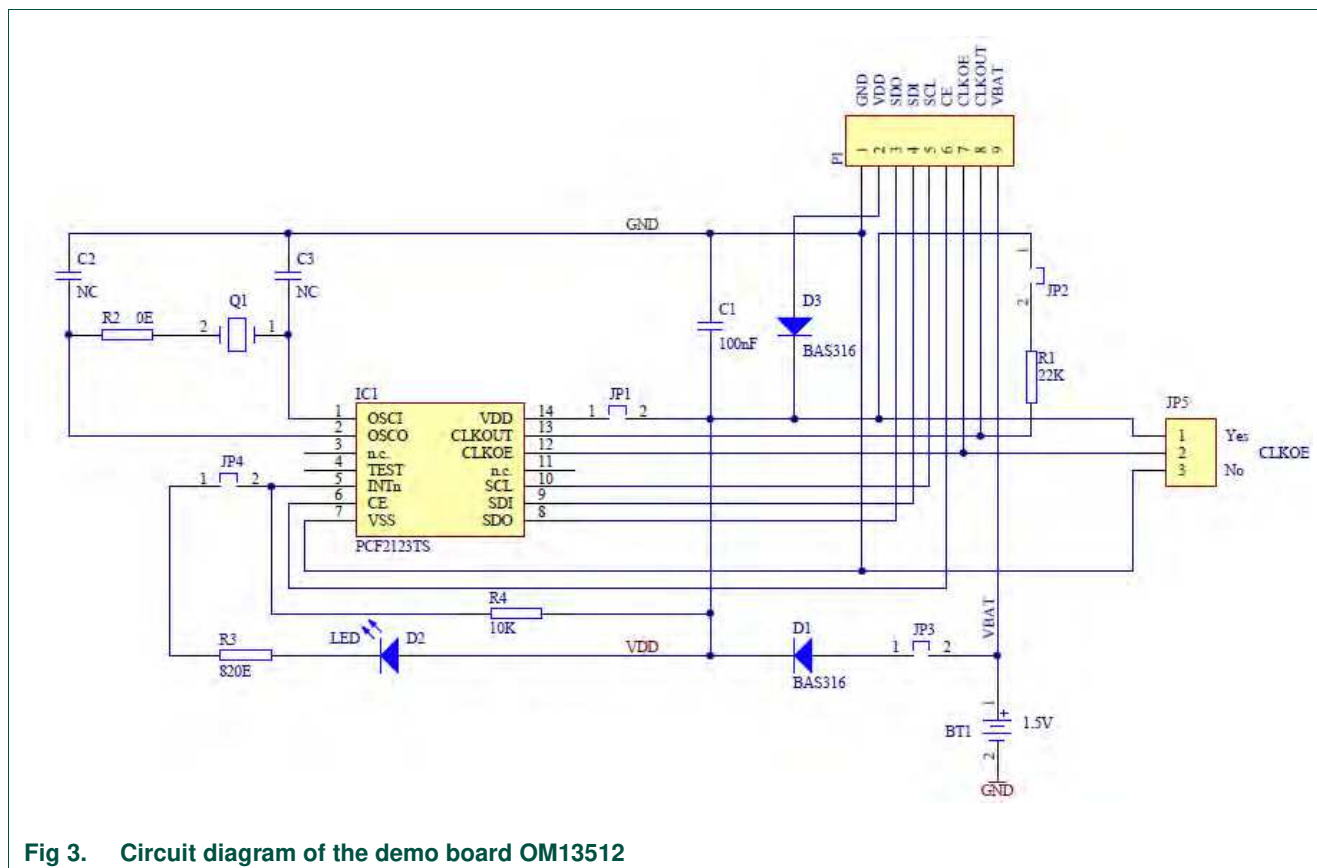 GND
VDD
SDO
SDI
SCL
CE
CLKOE
CLKOUT
VBAT
P1
1 2 3 4 5 6 7 8 9
GND
C2
NC
C3
NC
R2 0E
2 Q1 1
C1
100nF
D3
BAS316
1
JP2
2
R1
22K
IC1
1 OSCI
2 OSCO
3 n.c.
4 TEST
5 INTn
6 CE
7 VSS
VDD 14
CLKOUT 13
CLKOE 12
n.c. 11
SCL 10
SDI 9
SDO 8
PCF2123TS
JP1
1 2
JP4
1 2
JP5
1 Yes
2 CLKOE
3 No
R4
10K
R3
820E
LED D2
VDD
D1
BAS316
JP3
1 2
VBAT
1
+
BT1 1.5V
2
GND
Fig 3. Circuit diagram of the demo board OM13512